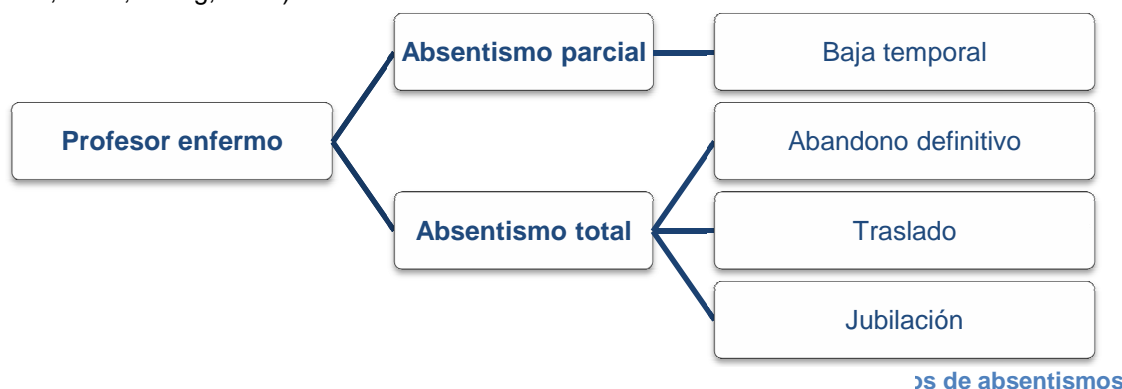 Absentismo parcial
Baja temporal
Profesor enfermo
Abandono definitivo
Absentismo total
Traslado
Jubilación
de absentismos